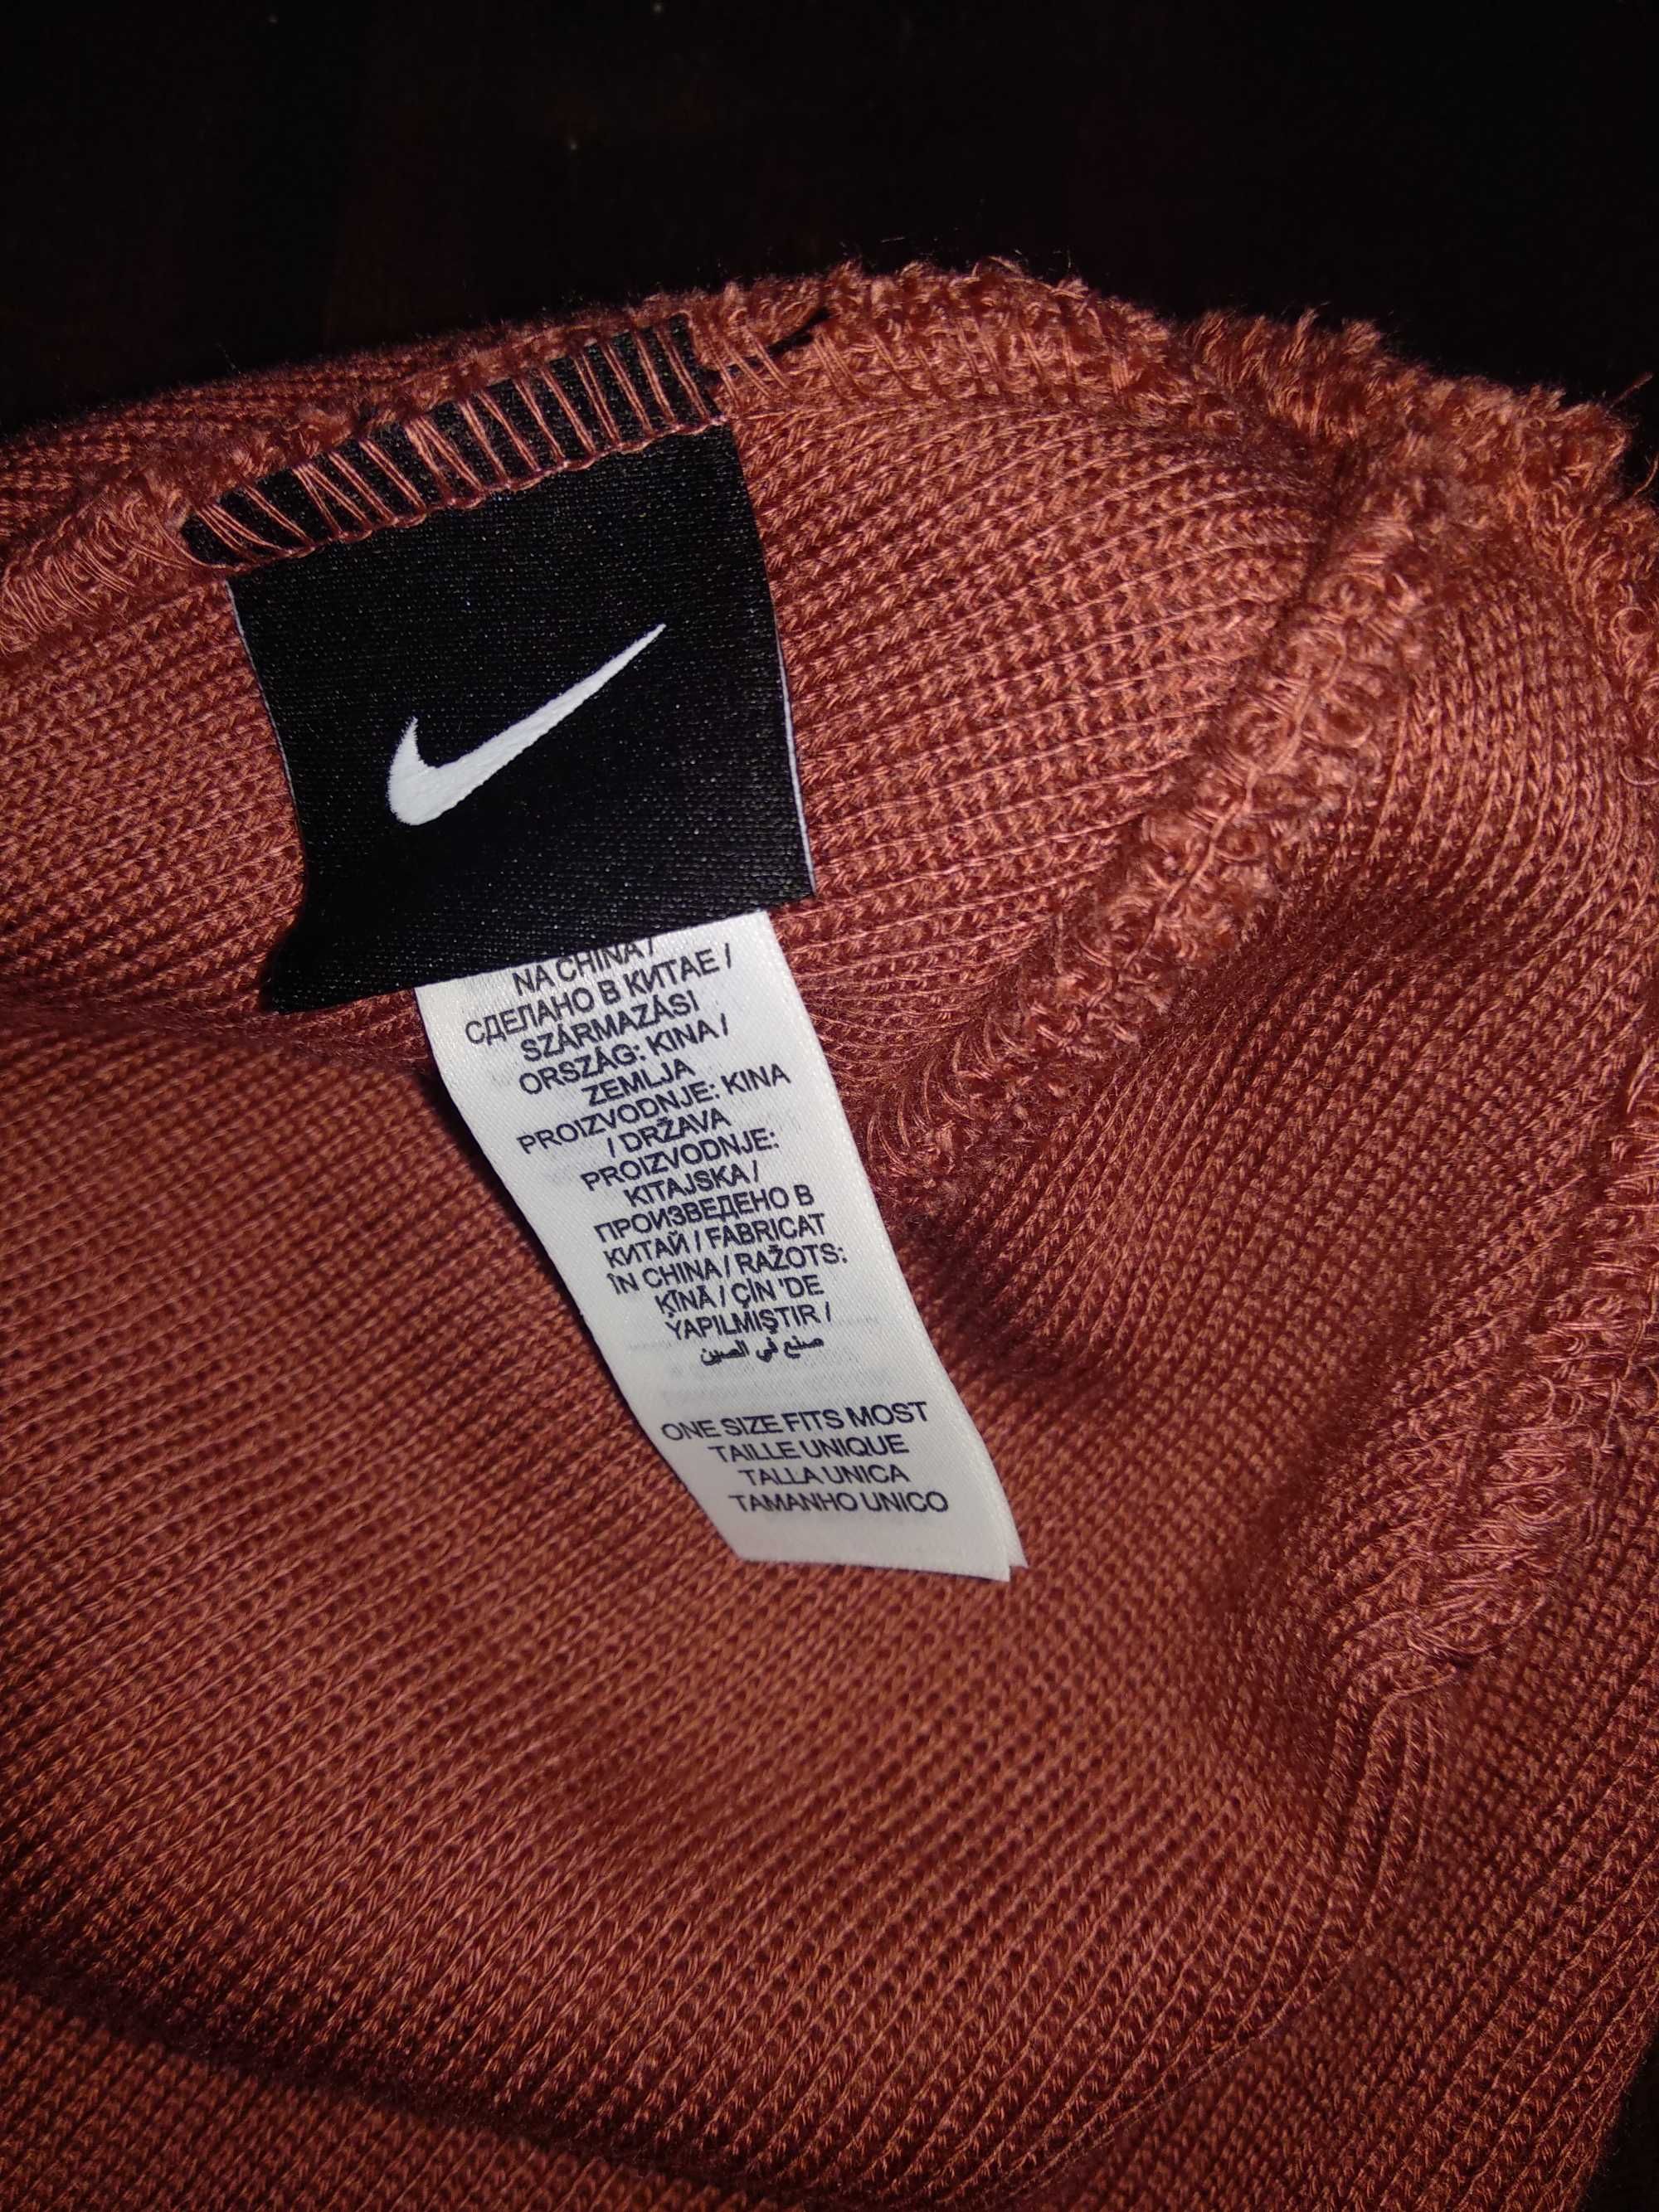 NA CHINA /
СДЕЛАНО В КИТАЕ /
SZÁRMAZÁSI
ORSZÁG: KINA /
ZEMLJA
PROIZVODNJE: KINA
/ DRŽAVA
PROIZVODNJE:
KITAJSKA /
ПРОИЗВЕДЕНО В
КИТАЙ / FABRICAT
ÎN CHINA / RAŽOTS:
ĶĪNĀ / ÇİN 'DE
YAPILMIŞTIR /
صنع في الصين
ONE SIZE FITS MOST
TAILLE UNIQUE
TALLA UNICA
TAMANHO UNICO